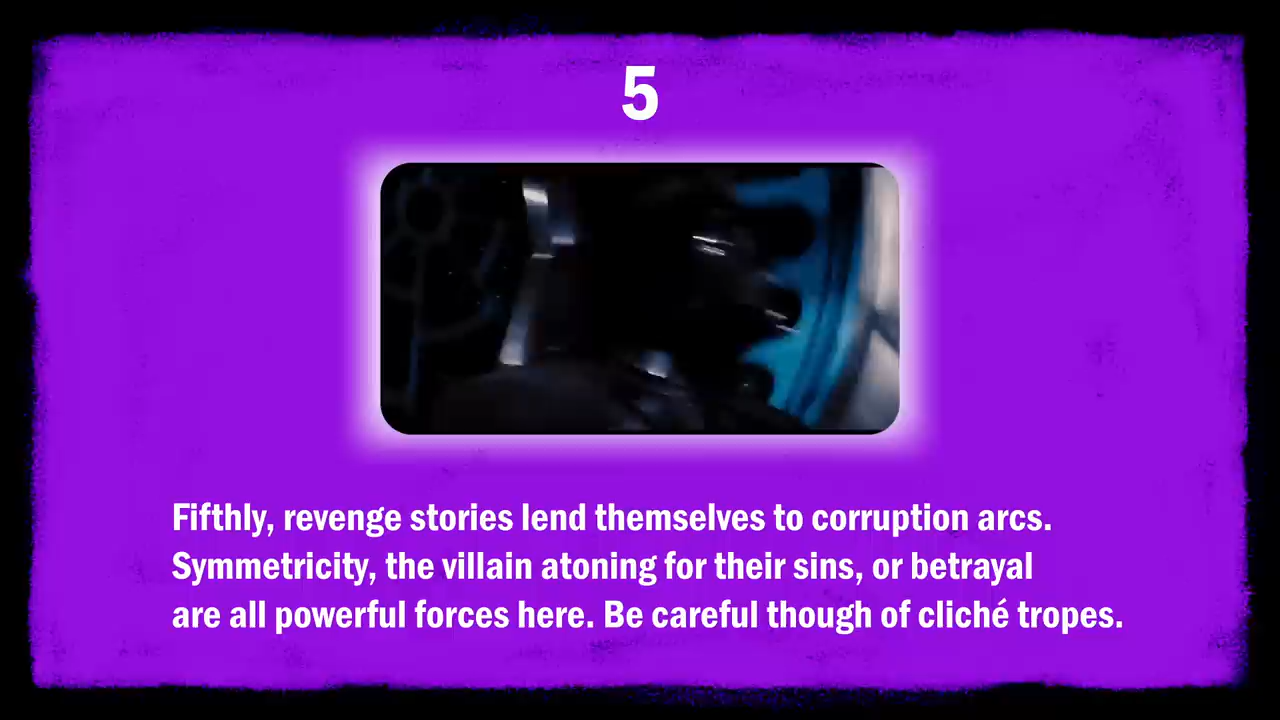 5
Fifthly, revenge stories lend themselves to corruption arcs.
Symmetricity, the villain atoning for their sins, or betrayal
are all powerful forces here. Be careful though of cliché tropes.